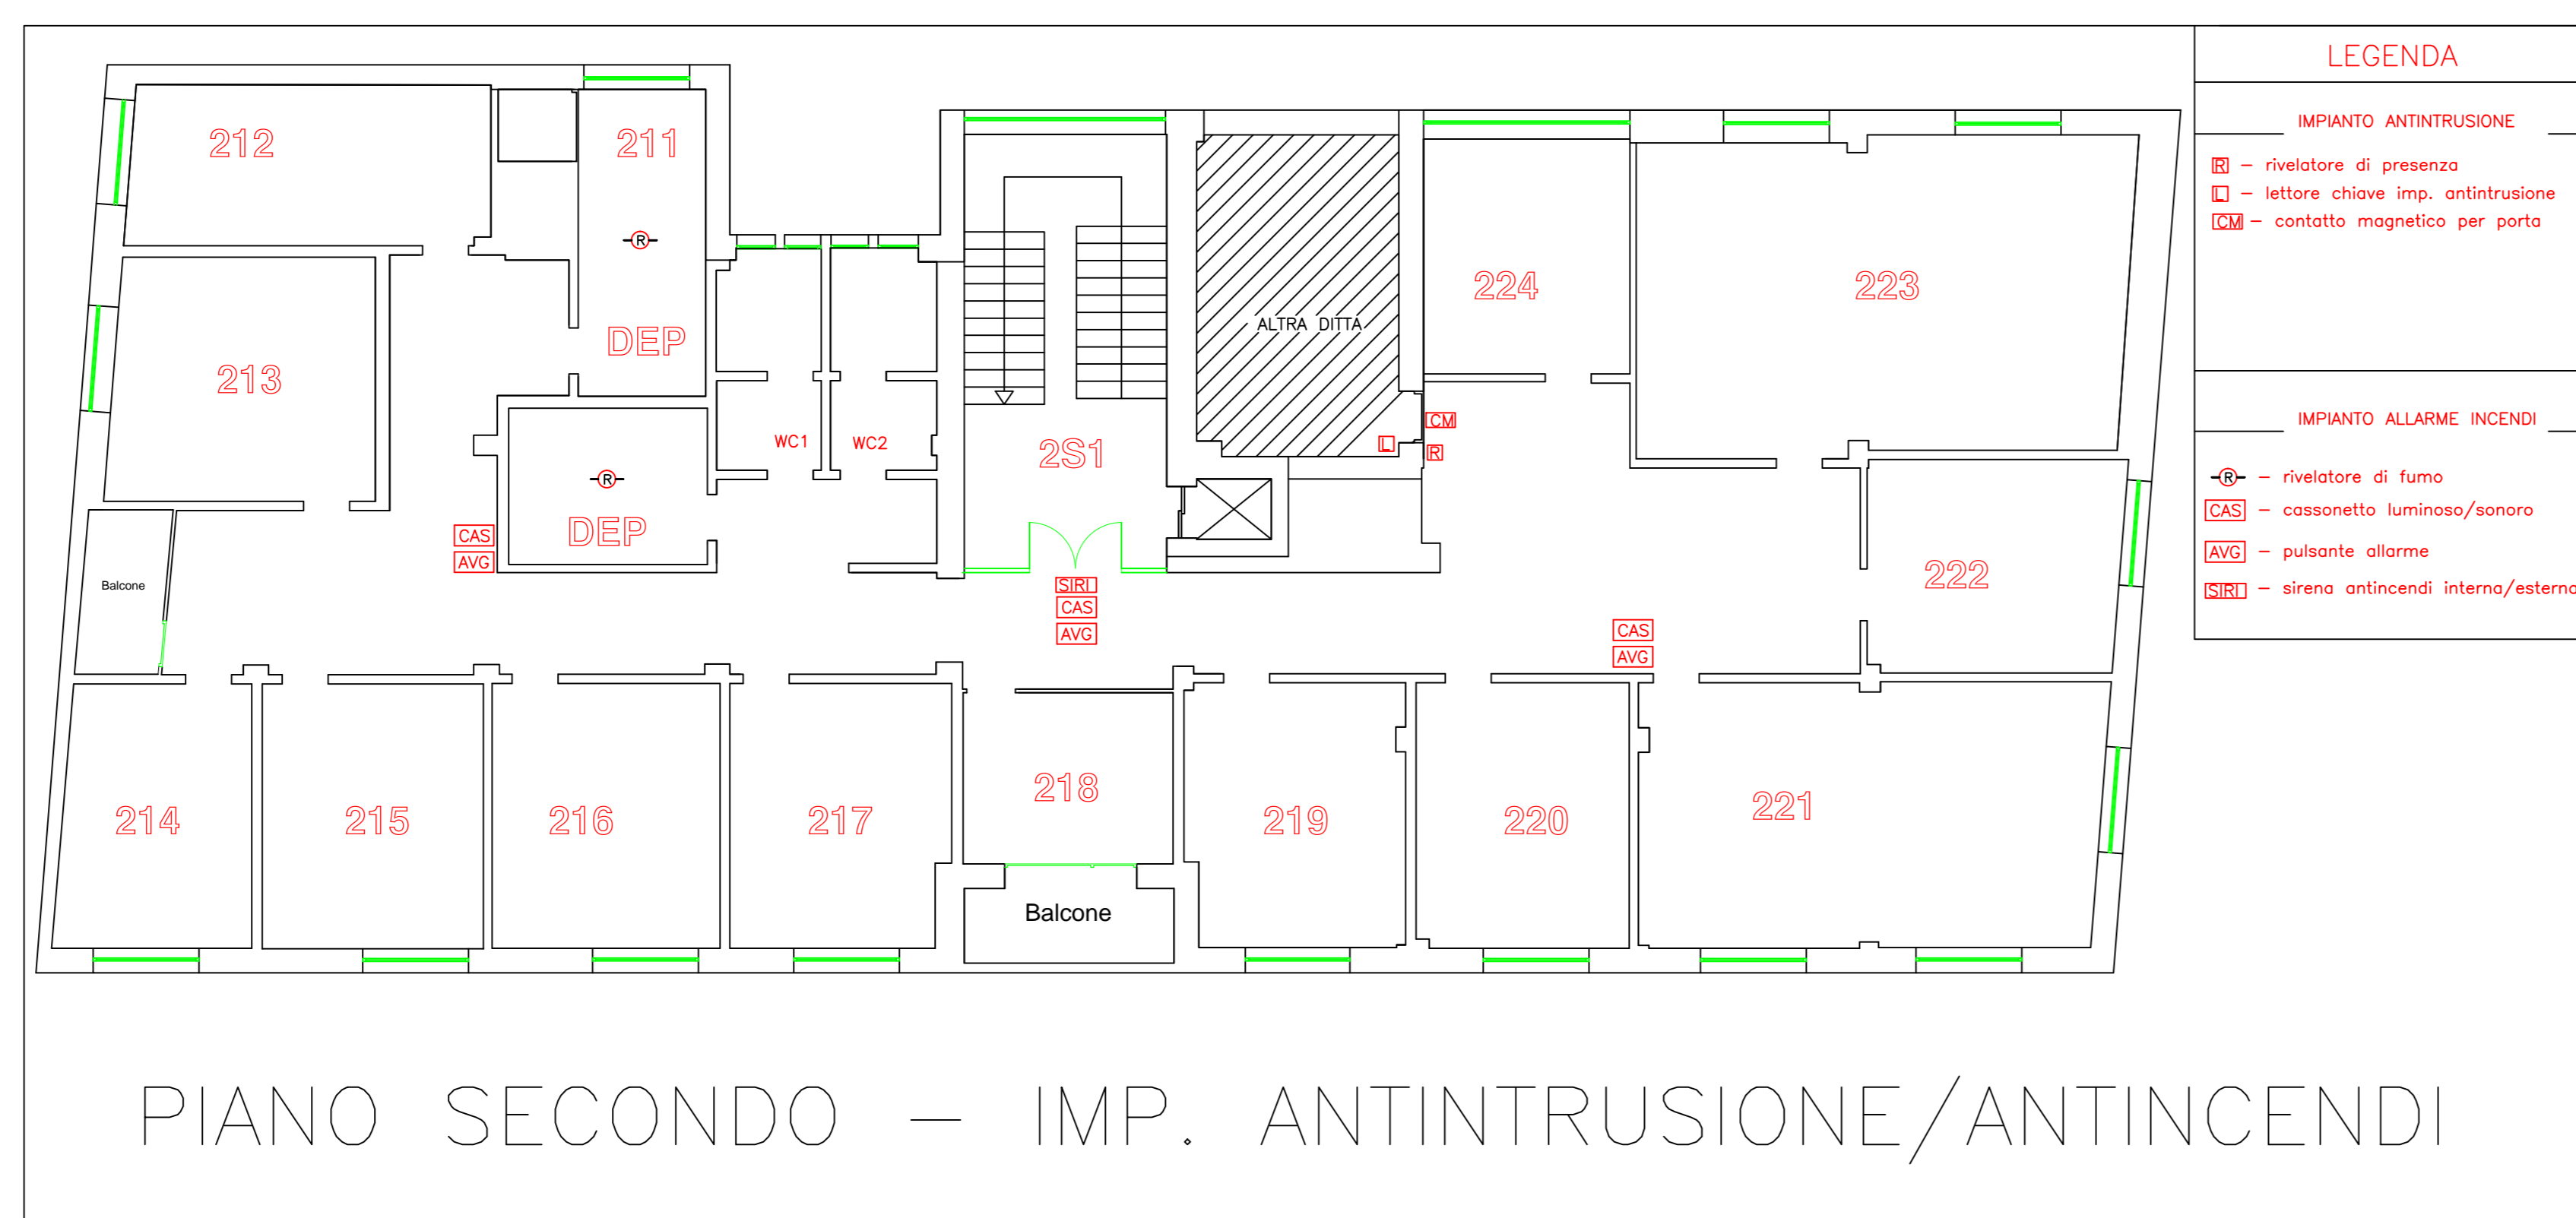 LEGENDA
IMPIANTO ANTINTRUSIONE
R – rivelatore di presenza
L – lettore chiave imp. antintrusione
CM – contatto magnetico per porta
IMPIANTO ALLARME INCENDI
R – rivelatore di fumo
CAS – cassonetto luminoso/sonoro
AVG – pulsante allarme
SIRI – sirena antincendi interna/esterna
212
211
R
DEP
213
224
223
ALTRA DITTA
WC1
WC2
2S1
L
CM
R
R
DEP
CAS
AVG
Balcone
222
SIRI
CAS
AVG
CAS
AVG
214
215
216
217
218
219
220
221
Balcone
PIANO SECONDO – IMP. ANTINTRUSIONE/ANTINCENDI